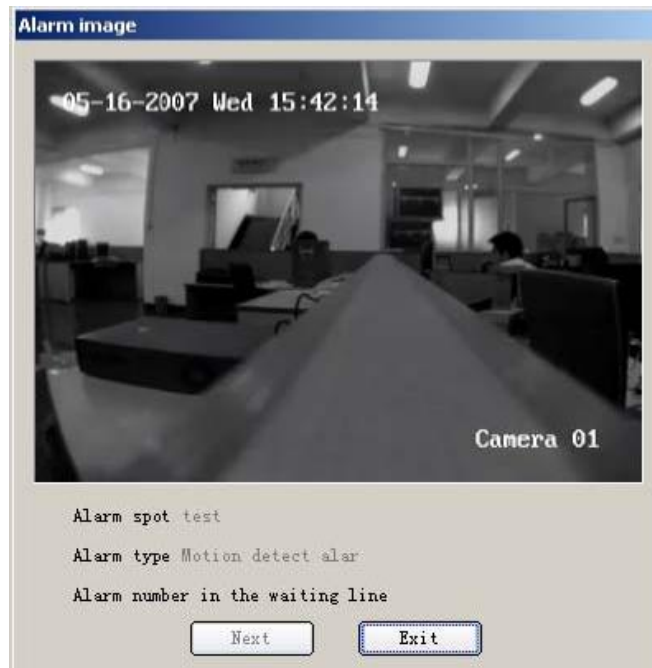 Alarm image
05-16-2007 Wed 15:42:14
Camera 01
Alarm spot test
Alarm type Motion detect alar
Alarm number in the waiting line
Next Exit